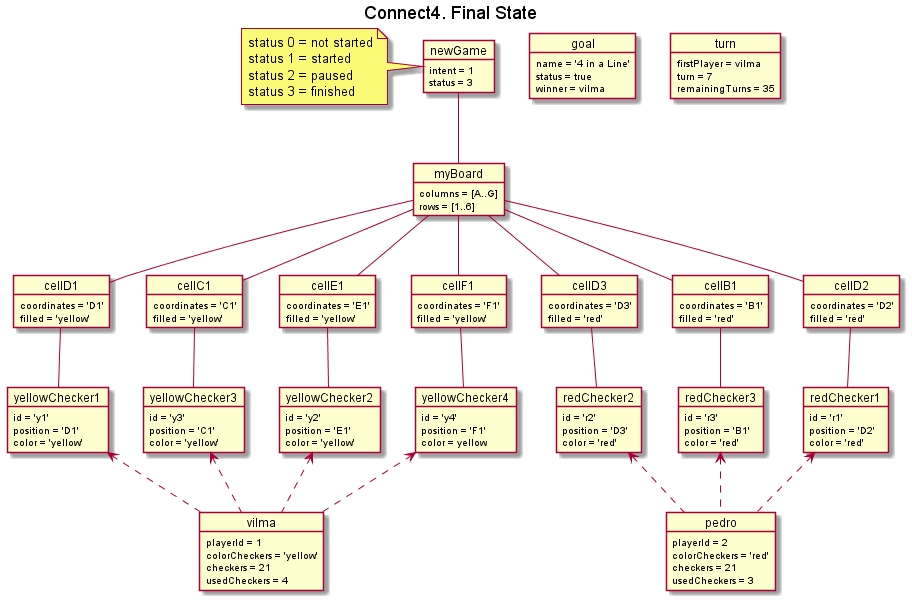 Connect4. Final State
status 0 = not started
status 1 = started
status 2 = paused
status 3 = finished
newGame
intent = 1
status = 3
goal
name = '4 in a Line'
status = true
winner = vilma
turn
firstPlayer = vilma
turn = 7
remainingTurns = 35
myBoard
columns = [A..G]
rows = [1..6]
cellD1
coordinates = 'D1'
filled = 'yellow'
cellC1
coordinates = 'C1'
filled = 'yellow'
cellE1
coordinates = 'E1'
filled = 'yellow'
cellF1
coordinates = 'F1'
filled = 'yellow'
cellD3
coordinates = 'D3'
filled = 'red'
cellB1
coordinates = 'B1'
filled = 'red'
cellD2
coordinates = 'D2'
filled = 'red'
yellowChecker1
id = 'y1'
position = 'D1'
color = 'yellow'
yellowChecker3
id = 'y3'
position = 'C1'
color = 'yellow'
yellowChecker2
id = 'y2'
position = 'E1'
color = 'yellow'
yellowChecker4
id = 'y4'
position = 'F1'
color = yellow
redChecker2
id = 'r2'
position = 'D3'
color = 'red'
redChecker3
id = 'r3'
position = 'B1'
color = 'red'
redChecker1
id = 'r1'
position = 'D2'
color = 'red'
vilma
playerId = 1
colorCheckers = 'yellow'
checkers = 21
usedCheckers = 4
pedro
playerId = 2
colorCheckers = 'red'
checkers = 21
usedCheckers = 3